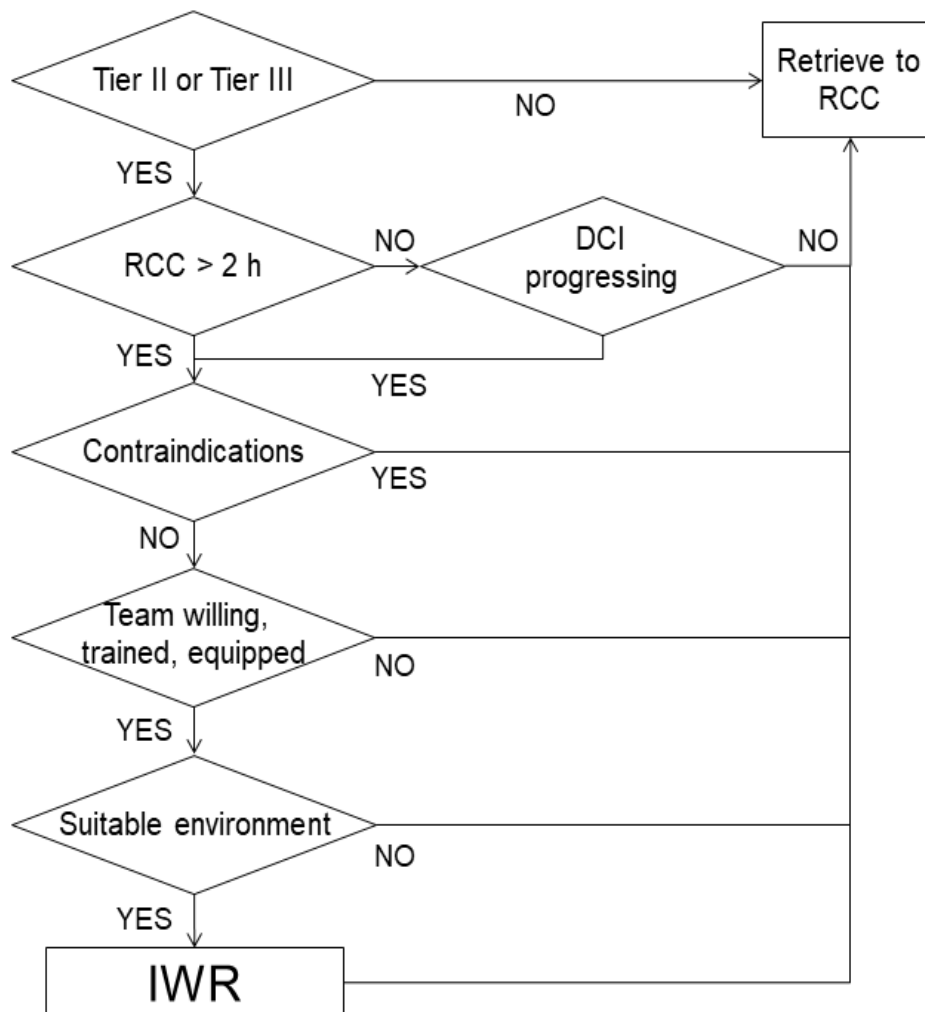 Tier II or Tier III
Retrieve to
RCC
NO
YES
RCC > 2 h
NO
DCI
progressing
NO
YES
YES
Contraindications
YES
NO
Team willing,
trained, equipped
NO
YES
Suitable environment
NO
YES
IWR